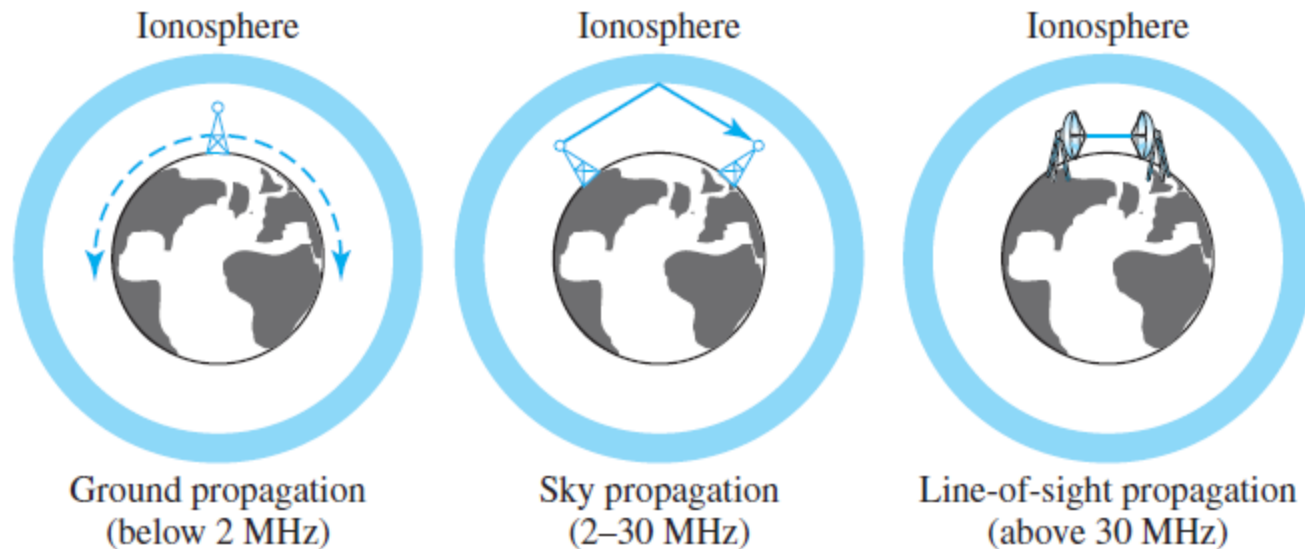 Ionosphere
Ionosphere
Ionosphere
Ground propagation
(below 2 MHz)
Sky propagation
(2–30 MHz)
Line-of-sight propagation
(above 30 MHz)